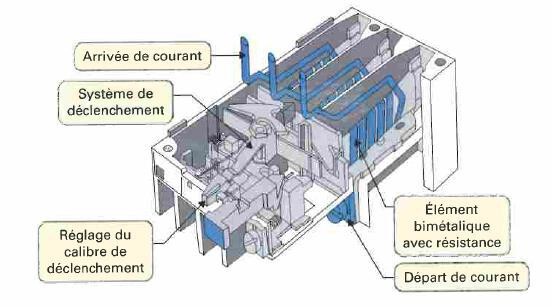 Arrivée de courant
Système de
déclenchement
Réglage du
calibre de
déclenchement
Élément
bimétalique
avec résistance
Départ de courant